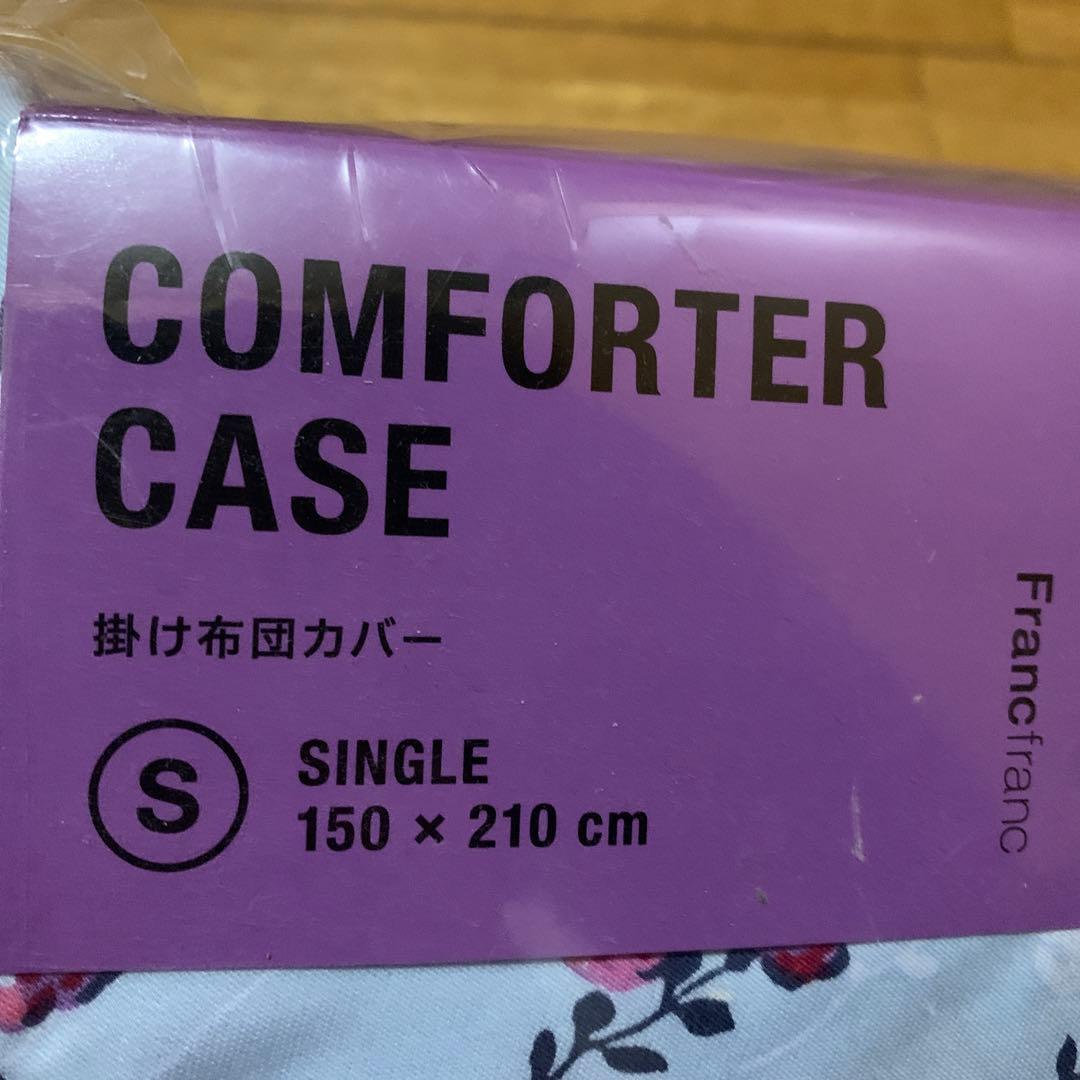 COMFORTER
CASE
掛け布団カバー
S
SINGLE
150 × 210 cm
Francfranc